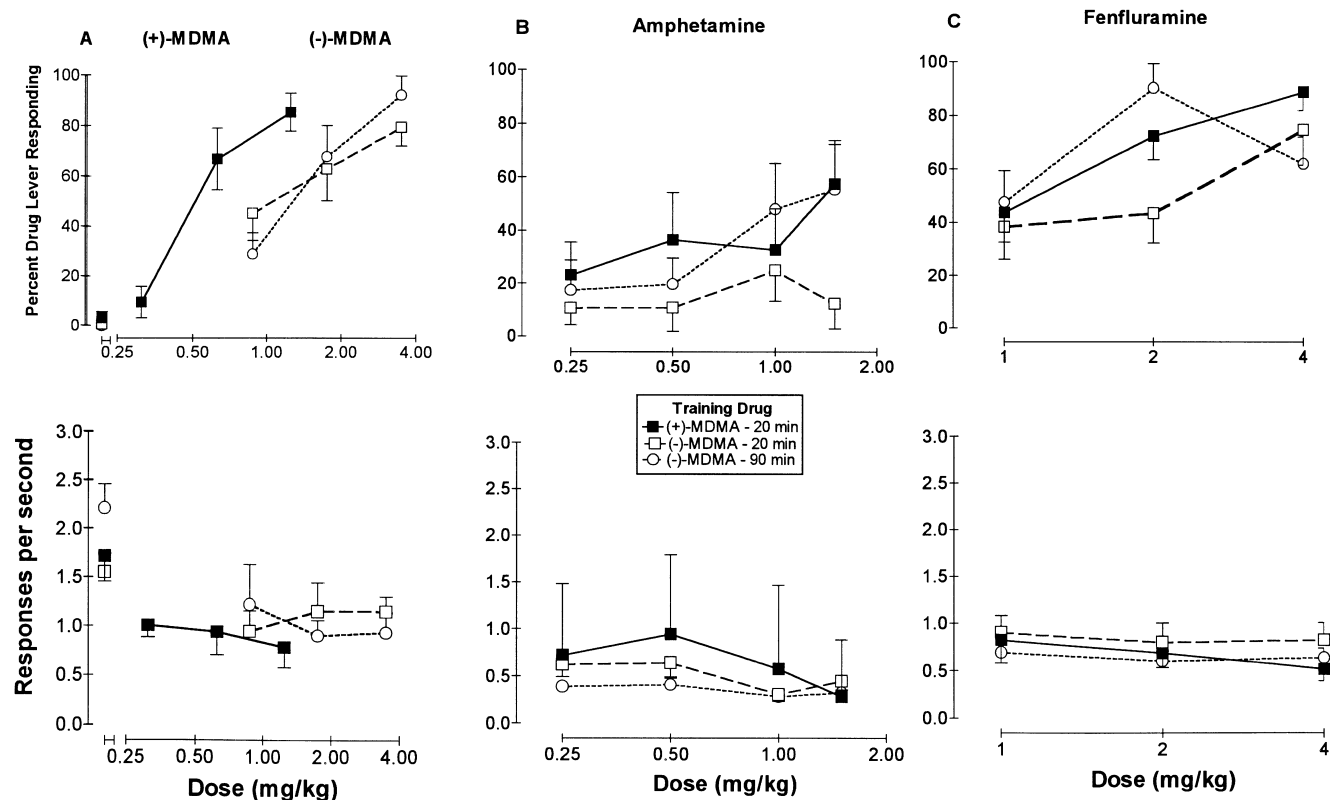 A (+)-MDMA (-)-MDMA
B Amphetamine
C Fenfluramine
Percent Drug Lever Responding
100
80
60
40
20
0
0.25 0.50 1.00 2.00 4.00
100
80
60
40
20
0
0.25 0.50 1.00 2.00
100
80
60
40
20
0
1 2 4
Training Drug
(+)-MDMA - 20 min
(-)-MDMA - 20 min
(-)-MDMA - 90 min
Responses per second
3.0
2.5
2.0
1.5
1.0
0.5
0.0
0.25 0.50 1.00 2.00 4.00
Dose (mg/kg)
3.0
2.5
2.0
1.5
1.0
0.5
0.0
0.25 0.50 1.00 2.00
Dose (mg/kg)
3.0
2.5
2.0
1.5
1.0
0.5
0.0
1 2 4
Dose (mg/kg)